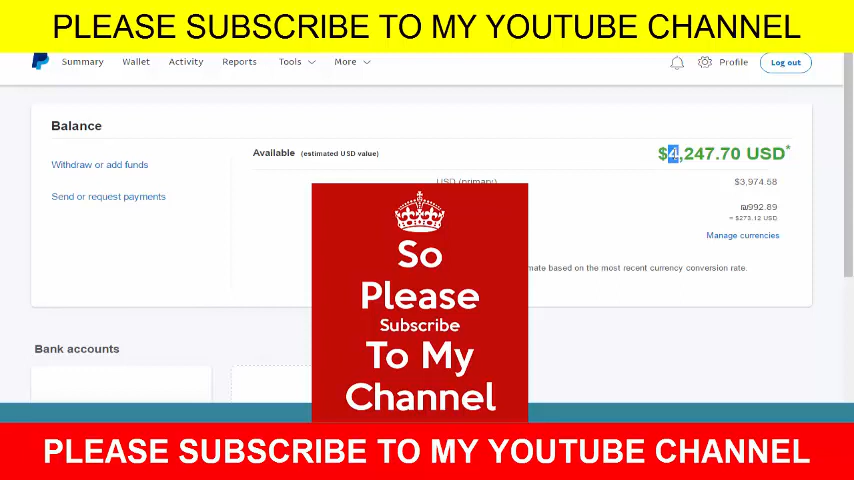 PLEASE SUBSCRIBE TO MY YOUTUBE CHANNEL
Summary Wallet Activity Reports Tools More Profile Log out
Balance
Withdraw or add funds
Send or request payments
Available (estimated USD value) $4,247.70 USD*
USD (primary) $3,974.58
₪992.89
= $273.12 USD
Manage currencies
based on the most recent currency conversion rate.
So
Please
Subscribe
To My
Channel
Bank accounts
PLEASE SUBSCRIBE TO MY YOUTUBE CHANNEL